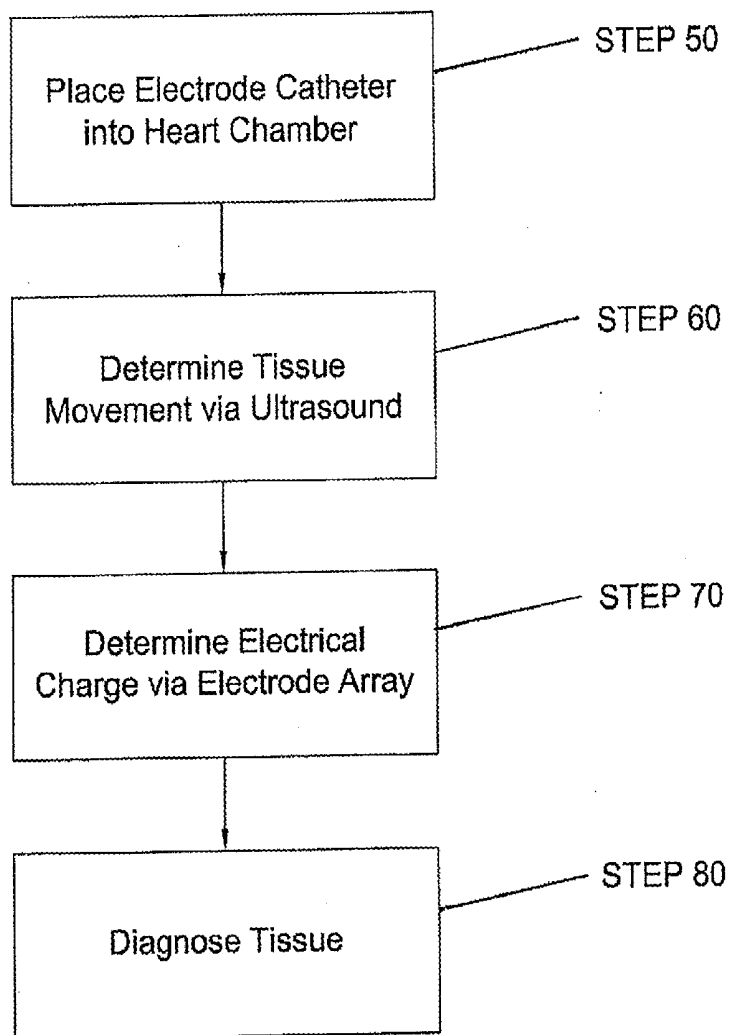 STEP 50
Place Electrode Catheter
into Heart Chamber
STEP 60
Determine Tissue
Movement via Ultrasound
STEP 70
Determine Electrical
Charge via Electrode Array
STEP 80
Diagnose Tissue